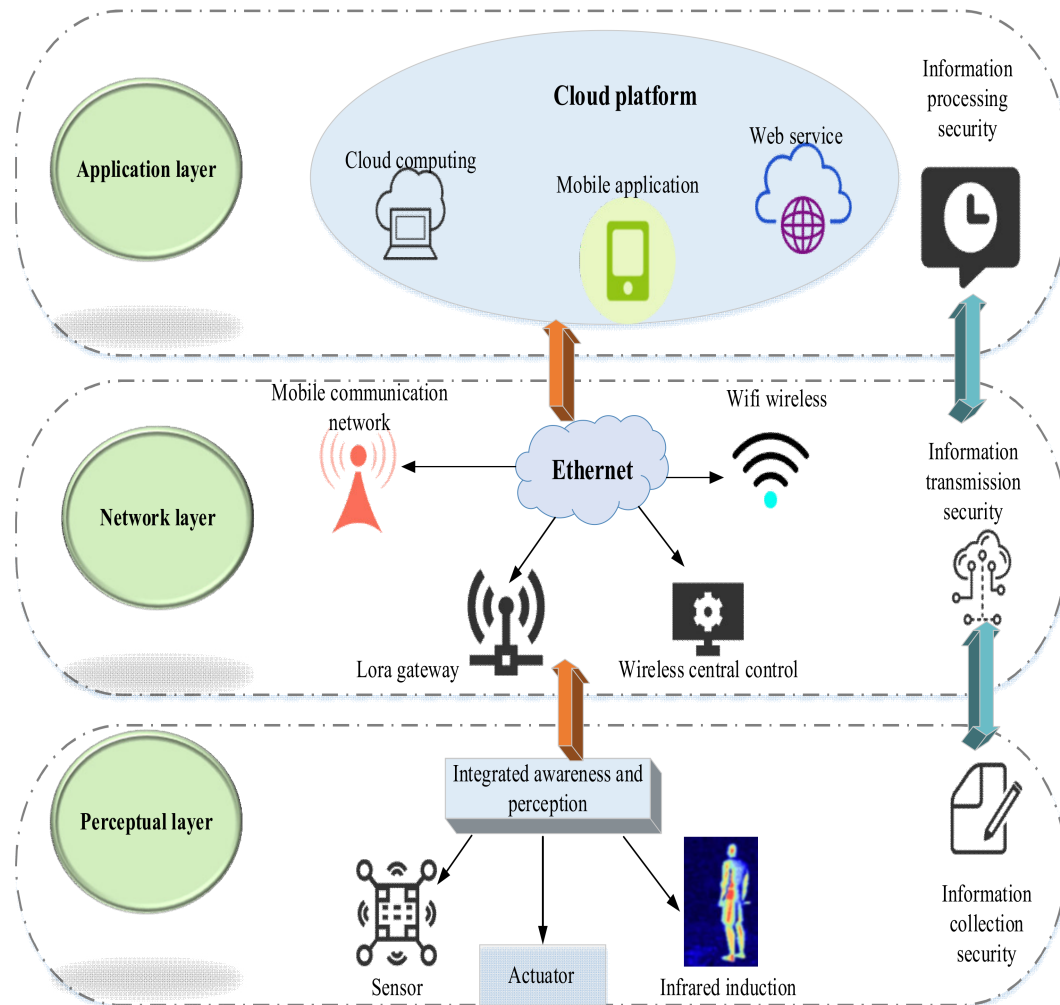 Cloud platform
Information
processing
security
Application layer
Cloud computing
Mobile application
Web service
Mobile communication
network
Wifi wireless
Network layer
Ethernet
Information
transmission
security
Lora gateway
Wireless central control
Perceptual layer
Integrated awareness and
perception
Information
collection
security
Sensor
Actuator
Infrared induction